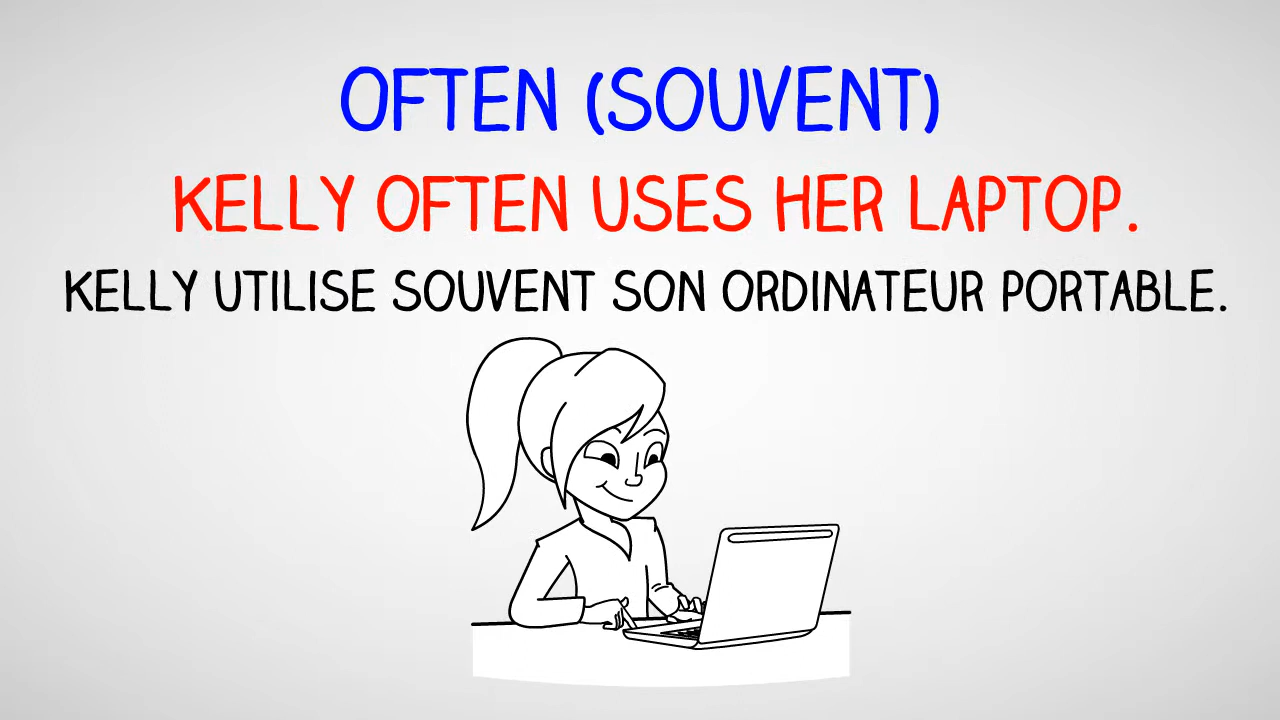 OFTEN (SOUVENT)
KELLY OFTEN USES HER LAPTOP.
KELLY UTILISE SOUVENT SON ORDINATEUR PORTABLE.